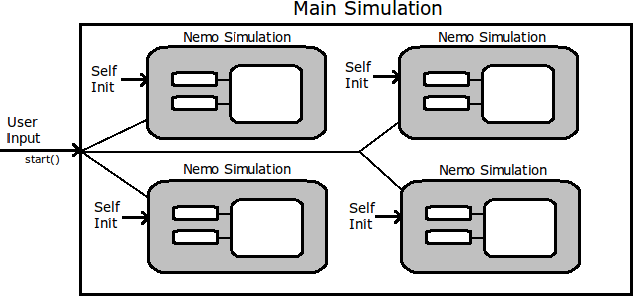 Main Simulation
Nemo Simulation
Nemo Simulation
Self
Init
Self
Init
User
Input
start()
Nemo Simulation
Nemo Simulation
Self
Init
Self
Init